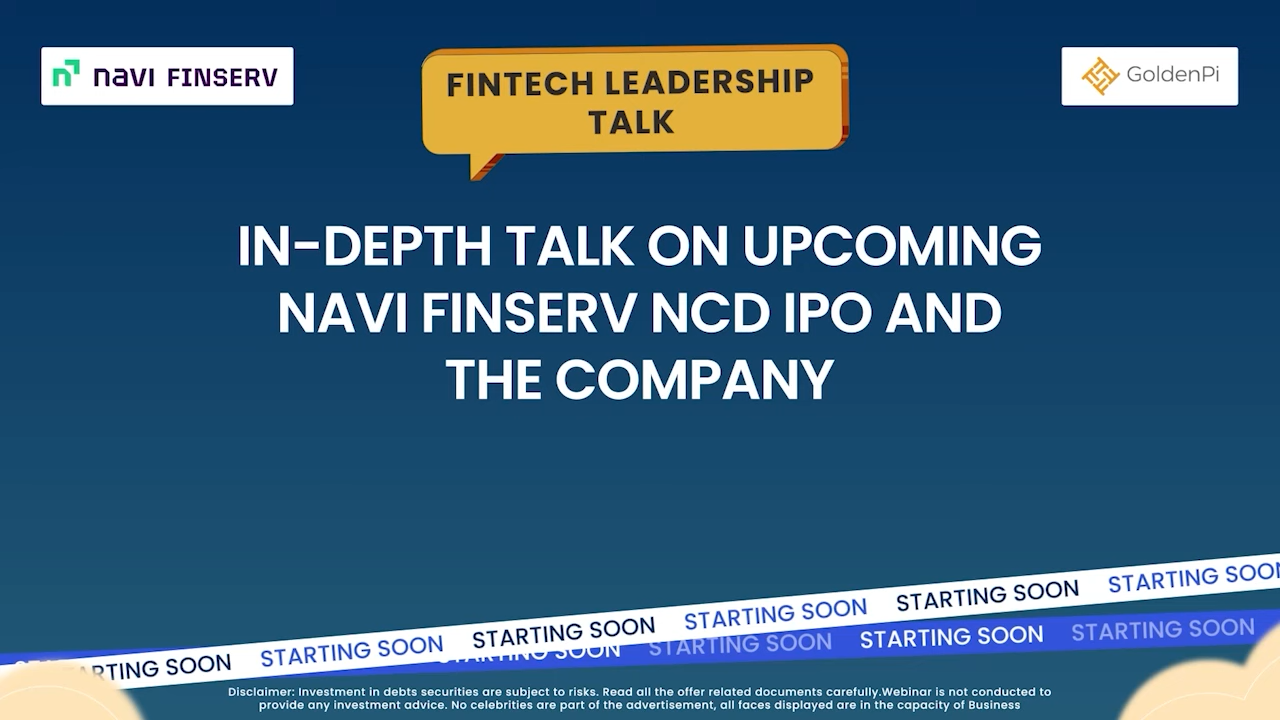 NAVI FINSERV
FINTECH LEADERSHIP
TALK
GoldenPi
IN-DEPTH TALK ON UPCOMING
NAVI FINSERV NCD IPO AND
THE COMPANY
STARTING SOON STARTING SOON STARTING SOON STARTING SOON STARTING SOON
STARTING SOON STARTING SOON STARTING SOON STARTING SOON
Disclaimer: Investment in debts securities are subject to risks. Read all the offer related documents carefully.Webinar is not conducted to
provide any investment advice. No celebrities are part of the advertisement, all faces displayed are in the capacity of Business